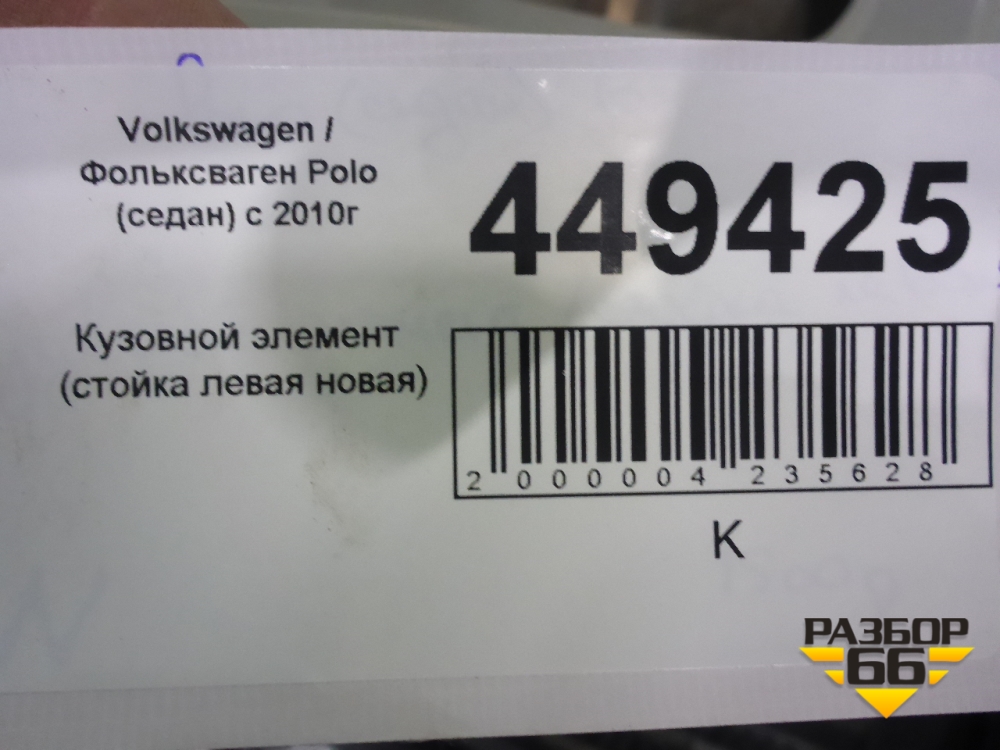 Volkswagen /
Фольксваген Polo
(седан) с 2010г
449425
Кузовной элемент
(стойка левая новая)
2 000004 235628
К
РАЗБОР
66